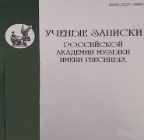 УЧЕНЫЕ ЗАПИСКИ
РОССИЙСКОЙ
АКАДЕМИИ МУЗЫКИ
ИМЕНИ ГНЕСИНЫХ